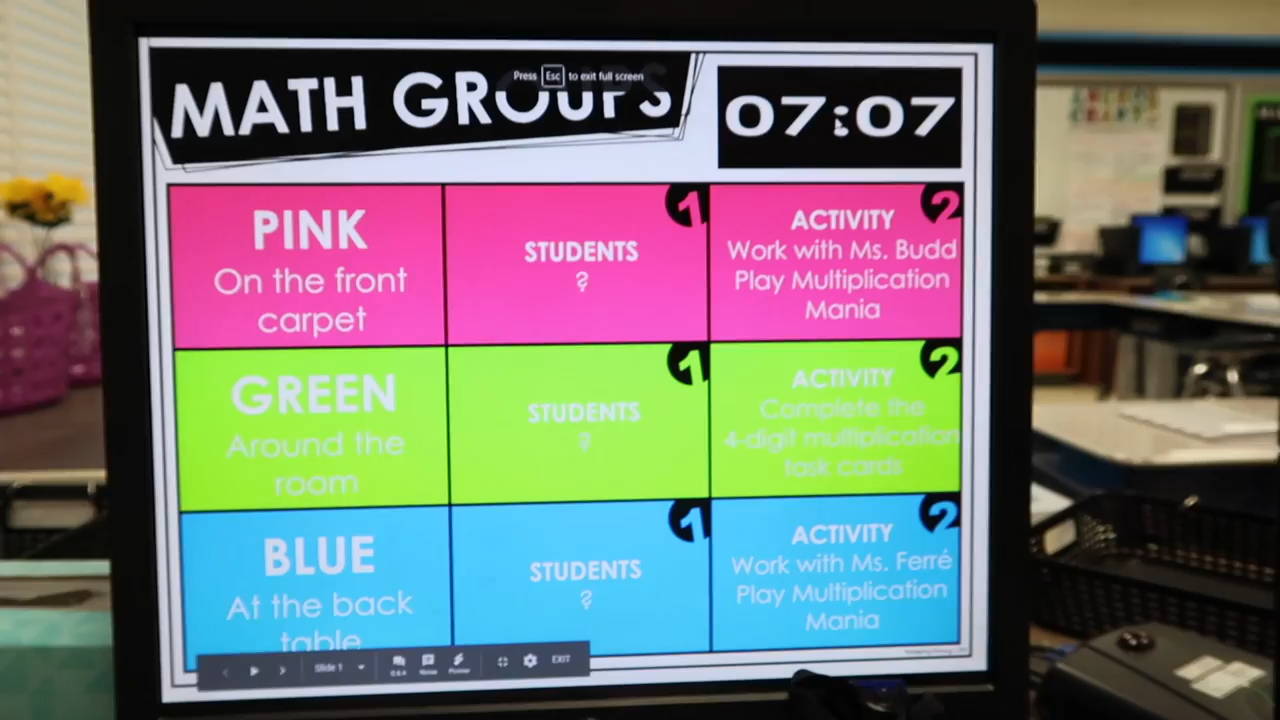 MATH GROUPS
Press Esc to exit full screen
07:07
PINK
On the front
carpet
1
STUDENTS
?
2
ACTIVITY
Work with Ms. Budd
Play Multiplication
Mania
GREEN
Around the
room
1
STUDENTS
?
2
ACTIVITY
Complete the
4-digit multiplication
task cards
BLUE
At the back
table
1
STUDENTS
?
2
ACTIVITY
Work with Ms. Ferré
Play Multiplication
Mania
Slide 1
Q & A
Notes
Pointer
EXIT